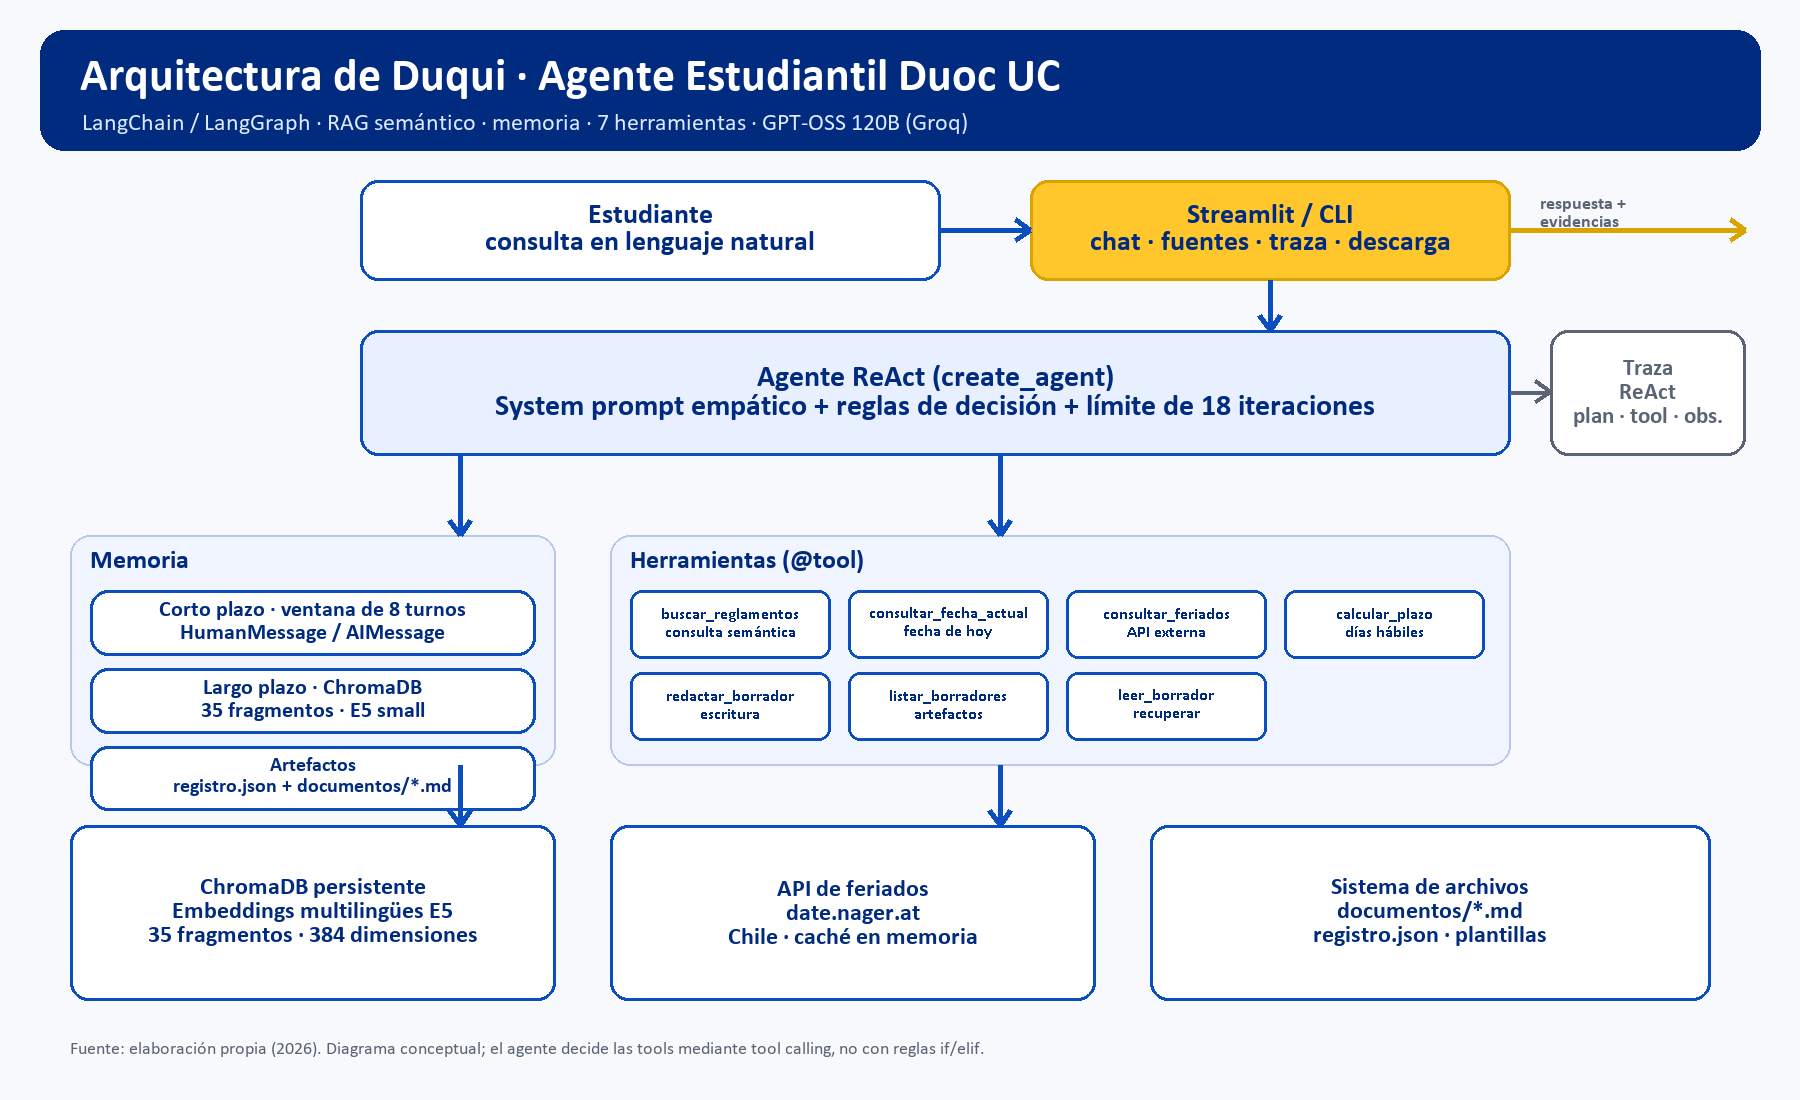 Arquitectura de Duqui · Agente Estudiantil Duoc UC
LangChain / LangGraph · RAG semántico · memoria · 7 herramientas · GPT-OSS 120B (Groq)
Estudiante
consulta en lenguaje natural
Streamlit / CLI
chat · fuentes · traza · descarga
respuesta +
evidencias
Agente ReAct (create_agent)
System prompt empático + reglas de decisión + límite de 18 iteraciones
Traza
ReAct
plan · tool · obs.
Memoria
Corto plazo · ventana de 8 turnos
HumanMessage / AIMessage
Largo plazo · ChromaDB
35 fragmentos · E5 small
Artefactos
registro.json + documentos/*.md
Herramientas (@tool)
buscar_reglamentos
consulta semántica
consultar_fecha_actual
fecha de hoy
consultar_feriados
API externa
calcular_plazo
días hábiles
redactar_borrador
escritura
listar_borradores
artefactos
leer_borrador
recuperar
ChromaDB persistente
Embeddings multilingües E5
35 fragmentos · 384 dimensiones
API de feriados
date.nager.at
Chile · caché en memoria
Sistema de archivos
documentos/*.md
registro.json · plantillas
Fuente: elaboración propia (2026). Diagrama conceptual; el agente decide las tools mediante tool calling, no con reglas if/elif.